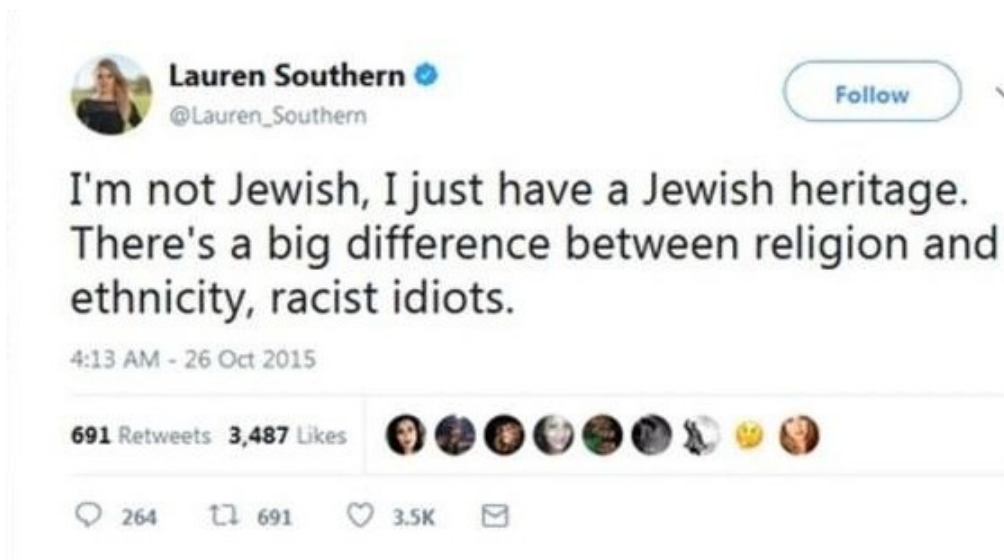 Lauren Southern
Follow
@Lauren_Southern
I'm not Jewish, I just have a Jewish heritage.
There's a big difference between religion and
ethnicity, racist idiots.
4:13 AM - 26 Oct 2015
691 Retweets 3,487 Likes
264 691 3.5K